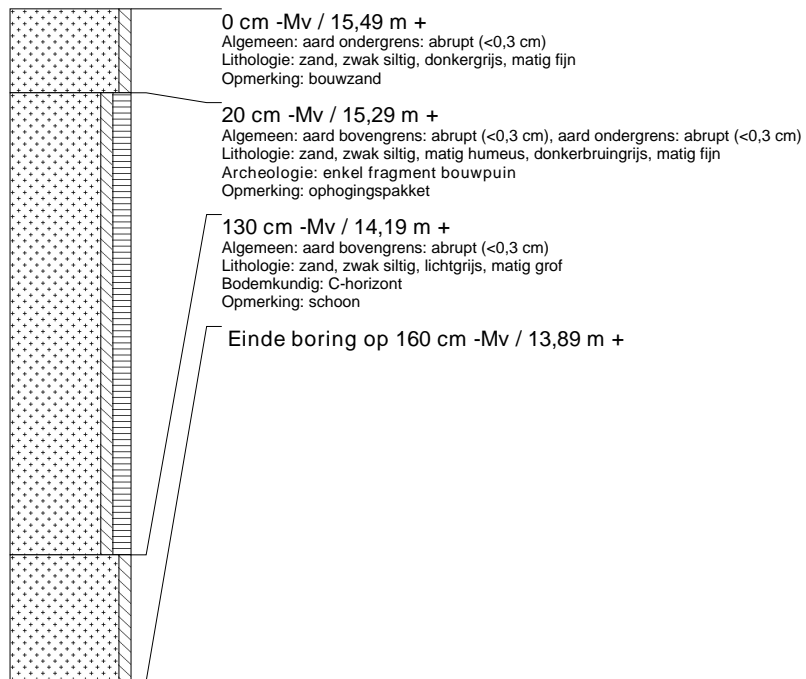 0 cm -Mv / 15,49 m +
Algemeen: aard ondergrens: abrupt (<0,3 cm)
Lithologie: zand, zwak siltig, donkergrijs, matig fijn
Opmerking: bouwzand
20 cm -Mv / 15,29 m +
Algemeen: aard bovengrens: abrupt (<0,3 cm), aard ondergrens: abrupt (<0,3 cm)
Lithologie: zand, zwak siltig, matig humeus, donkerbruingrijs, matig fijn
Archeologie: enkel fragment bouwpuin
Opmerking: ophogingspakket
130 cm -Mv / 14,19 m +
Algemeen: aard bovengrens: abrupt (<0,3 cm)
Lithologie: zand, zwak siltig, lichtgrijs, matig grof
Bodemkundig: C-horizont
Opmerking: schoon
Einde boring op 160 cm -Mv / 13,89 m +